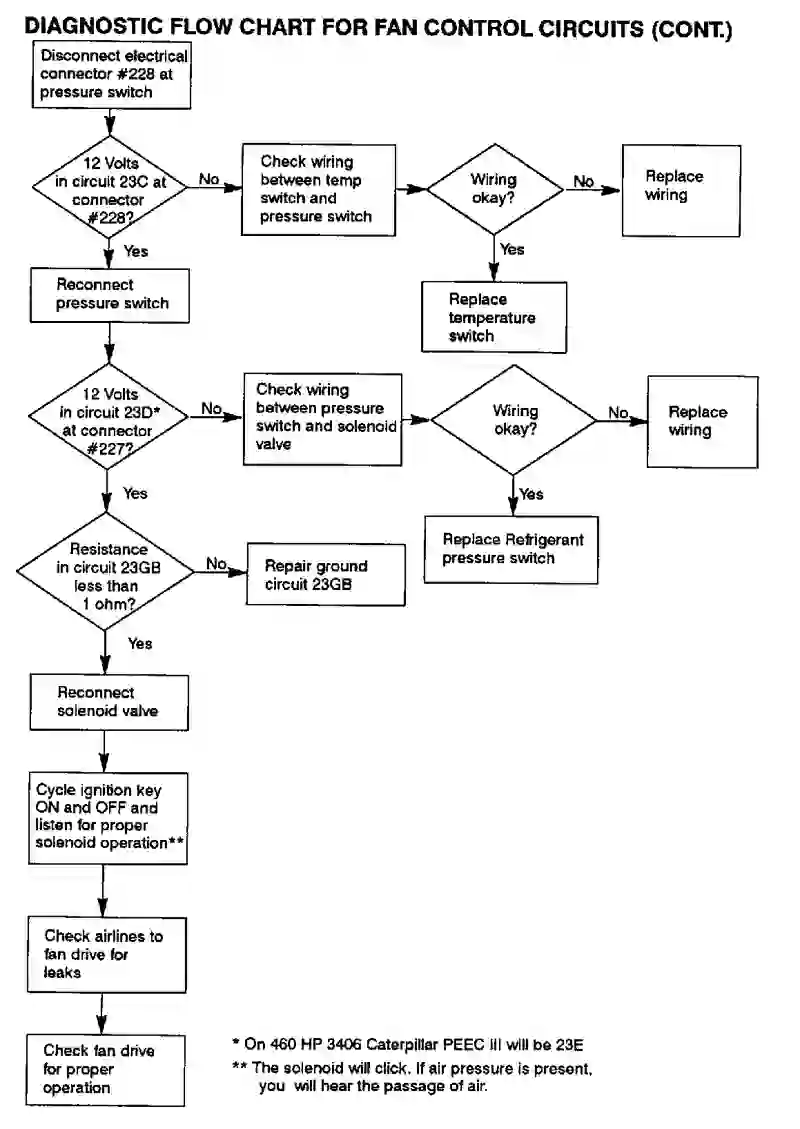 DIAGNOSTIC FLOW CHART FOR FAN CONTROL CIRCUITS (CONT.)
Disconnect electrical
connector #228 at
pressure switch
12 Volts
in circuit 23C at
connector
#228?
No
Check wiring
between temp
switch and
pressure switch
Wiring
okay?
No
Replace
wiring
Yes
Yes
Reconnect
pressure switch
Replace
temperature
switch
12 Volts
in circuit 23D*
at connector
#227?
No
Check wiring
between pressure
switch and solenoid
valve
Wiring
okay?
No
Replace
wiring
Yes
Yes
Replace Refrigerant
pressure switch
Resistance
in circuit 23GB
less than
1 ohm?
No
Repair ground
circuit 23GB
Yes
Reconnect
solenoid valve
Cycle ignition key
ON and OFF and
listen for proper
solenoid operation**
Check airlines to
fan drive for
leaks
Check fan drive
for proper
operation
* On 460 HP 3406 Caterpillar PEEC III will be 23E
** The solenoid will click. If air pressure is present,
you will hear the passage of air.